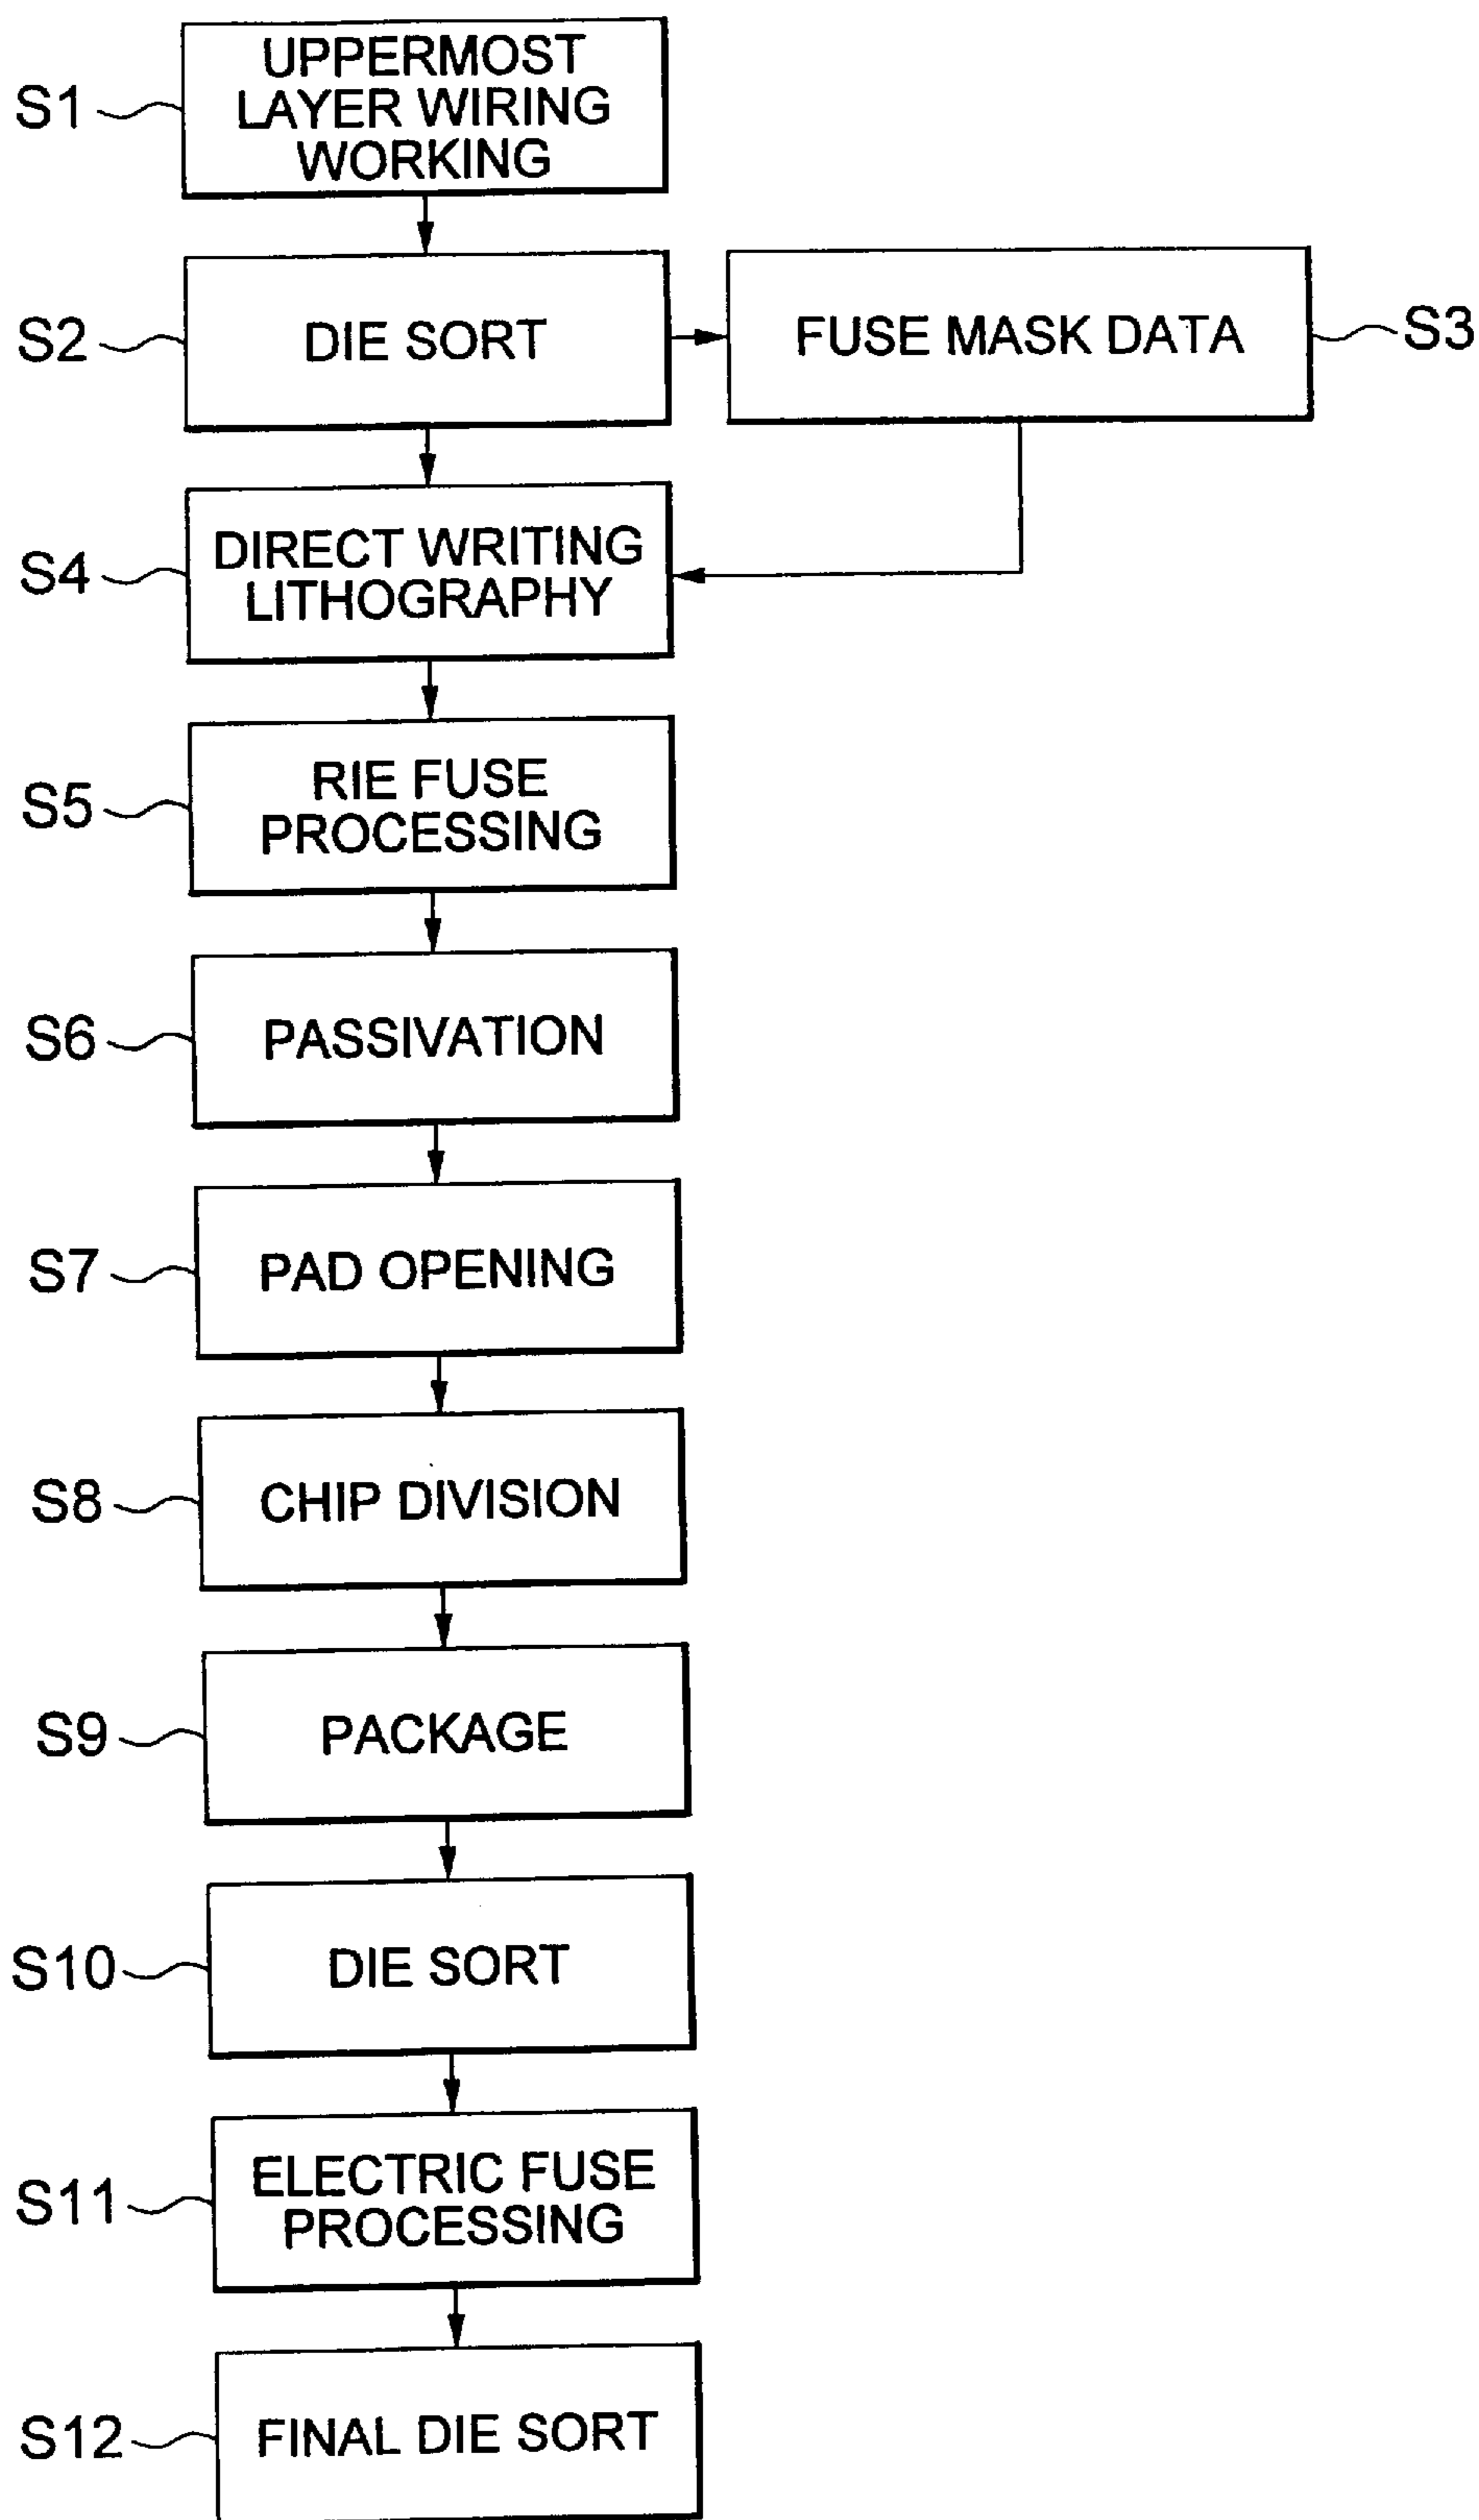 S1
UPPERMOST
LAYER WIRING
WORKING
S2
DIE SORT
FUSE MASK DATA
S3
S4
DIRECT WRITING
LITHOGRAPHY
S5
RIE FUSE
PROCESSING
S6
PASSIVATION
S7
PAD OPENING
S8
CHIP DIVISION
S9
PACKAGE
S10
DIE SORT
S11
ELECTRIC FUSE
PROCESSING
S12
FINAL DIE SORT